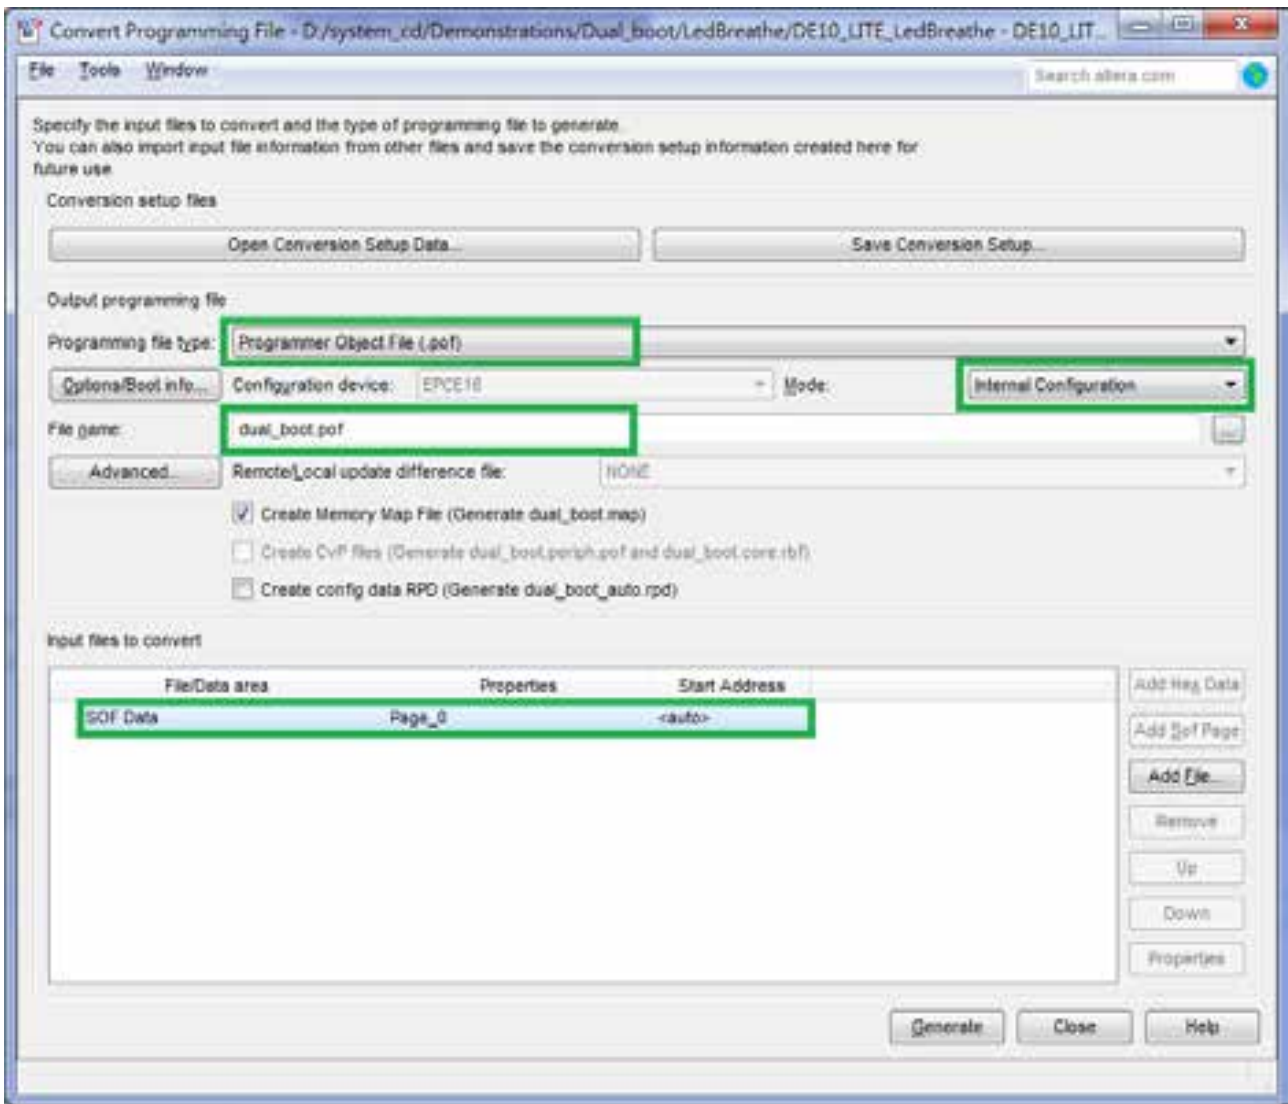 Convert Programming File - D:/system_cd/Demonstrations/Dual_boot/LedBreathe/DE10_LITE_LedBreathe - DE10_LIT...
File Tools Window
Search altera.com
Specify the input files to convert and the type of programming file to generate.
You can also import input file information from other files and save the conversion setup information created here for
future use.
Conversion setup files
Open Conversion Setup Data...
Save Conversion Setup...
Output programming file
Programming file type: Programmer Object File (.pof)
Options/Boot info... Configuration device: EPCE16 Mode: Internal Configuration
File name: dual_boot.pof ...
Advanced... Remote/Local update difference file: NONE
Create Memory Map File (Generate dual_boot.map)
Create CvP files (Generate dual_boot.periph.pof and dual_boot.core.rbf)
Create config data RPD (Generate dual_boot_auto.rpd)
Input files to convert
File/Data area Properties Start Address
SOF Data Page_0 <auto>
Add Hex Data
Add Sof Page
Add File...
Remove
Up
Down
Properties
Generate Close Help